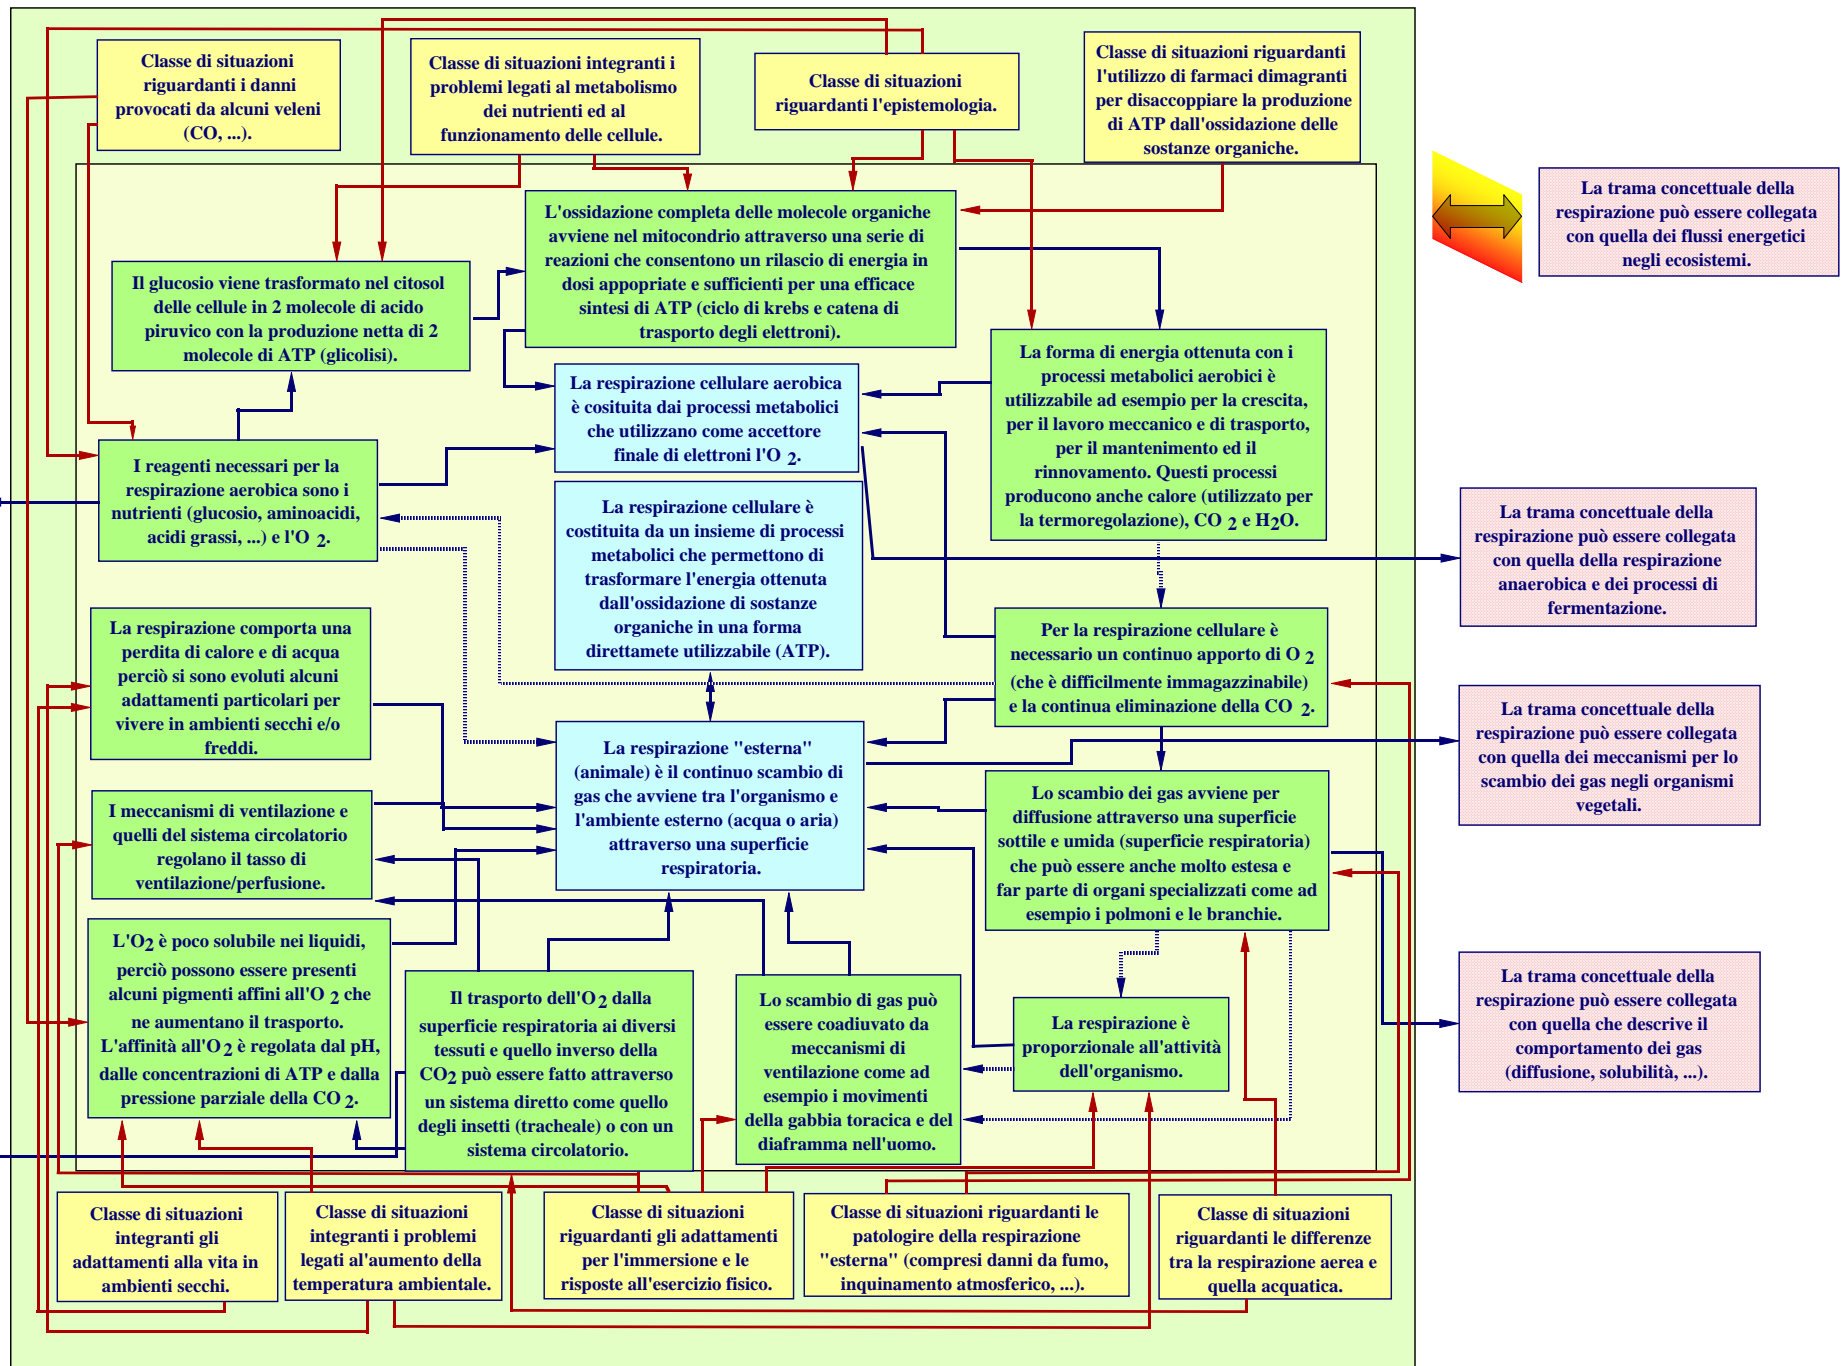 Classe di situazioni
riguardanti i danni
provocati da alcuni veleni
(CO, ...).
Classe di situazioni integranti i
problemi legati al metabolismo
dei nutrienti ed al
funzionamento delle cellule.
Classe di situazioni
riguardanti l'epistemologia.
Classe di situazioni riguardanti
l'utilizzo di farmaci dimagranti
per disaccoppiare la produzione
di ATP dall'ossidazione delle
sostanze organiche.
La trama concettuale della
respirazione può essere collegata
con quella dei flussi energetici
negli ecosistemi.
L'ossidazione completa delle molecole organiche
avviene nel mitocondrio attraverso una serie di
reazioni che consentono un rilascio di energia in
dosi appopriate e sufficienti per una efficace
sintesi di ATP (ciclo di krebs e catena di
trasporto degli elettroni).
Il glucosio viene trasformato nel citosol
delle cellule in 2 molecole di acido
piruvico con la produzione netta di 2
molecole di ATP (glicolisi).
La forma di energia ottenuta con i
processi metabolici aerobici è
utilizzabile ad esempio per la crescita,
per il lavoro meccanico e di trasporto,
per il mantenimento ed il
rinnovamento. Questi processi
producono anche calore (utilizzato per
la termoregolazione), CO 2 e H2O.
La respirazione cellulare aerobica
è cosituita dai processi metabolici
che utilizzano come accettore
finale di elettroni l'O 2.
I reagenti necessari per la
respirazione aerobica sono i
nutrienti (glucosio, aminoacidi,
acidi grassi, ...) e l'O 2.
La respirazione cellulare è
costituita da un insieme di processi
metabolici che permettono di
trasformare l'energia ottenuta
dall'ossidazione di sostanze
organiche in una forma
direttamete utilizzabile (ATP).
La trama concettuale della
respirazione può essere collegata
con quella della respirazione
anaerobica e dei processi di
fermentazione.
La respirazione comporta una
perdita di calore e di acqua
perciò si sono evoluti alcuni
adattamenti particolari per
vivere in ambienti secchi e/o
freddi.
Per la respirazione cellulare è
necessario un continuo apporto di O 2
(che è difficilmente immagazzinabile)
e la continua eliminazione della CO 2.
La trama concettuale della
respirazione può essere collegata
con quella dei meccanismi per lo
scambio dei gas negli organismi
vegetali.
La respirazione "esterna"
(animale) è il continuo scambio di
gas che avviene tra l'organismo e
l'ambiente esterno (acqua o aria)
attraverso una superficie
respiratoria.
I meccanismi di ventilazione e
quelli del sistema circolatorio
regolano il tasso di
ventilazione/perfusione.
Lo scambio dei gas avviene per
diffusione attraverso una superficie
sottile e umida (superficie respiratoria)
che può essere anche molto estesa e
far parte di organi specializzati come ad
esempio i polmoni e le branchie.
L'O2 è poco solubile nei liquidi,
perciò possono essere presenti
alcuni pigmenti affini all'O 2 che
ne aumentano il trasporto.
L'affinità all'O 2 è regolata dal pH,
dalle concentrazioni di ATP e dalla
pressione parziale della CO 2.
Il trasporto dell'O 2 dalla
superficie respiratoria ai diversi
tessuti e quello inverso della
CO2 può essere fatto attraverso
un sistema diretto come quello
degli insetti (tracheale) o con un
sistema circolatorio.
Lo scambio di gas può
essere coadiuvato da
meccanismi di
ventilazione come ad
esempio i movimenti
della gabbia toracica e del
diaframma nell'uomo.
La respirazione è
proporzionale all'attività
dell'organismo.
La trama concettuale della
respirazione può essere collegata
con quella che descrive il
comportamento dei gas
(diffusione, solubilità, ...).
Classe di situazioni
integranti gli
adattamenti alla vita in
ambienti secchi.
Classe di situazioni
integranti i problemi
legati al'aumento della
temperatura ambientale.
Classe di situazioni
riguardanti gli adattamenti
per l'immersione e le
risposte all'esercizio fisico.
Classe di situazioni riguardanti le
patologire della respirazione
"esterna" (compresi danni da fumo,
inquinamento atmosferico, ...).
Classe di situazioni
riguardanti le differenze
tra la respirazione aerea e
quella acquatica.